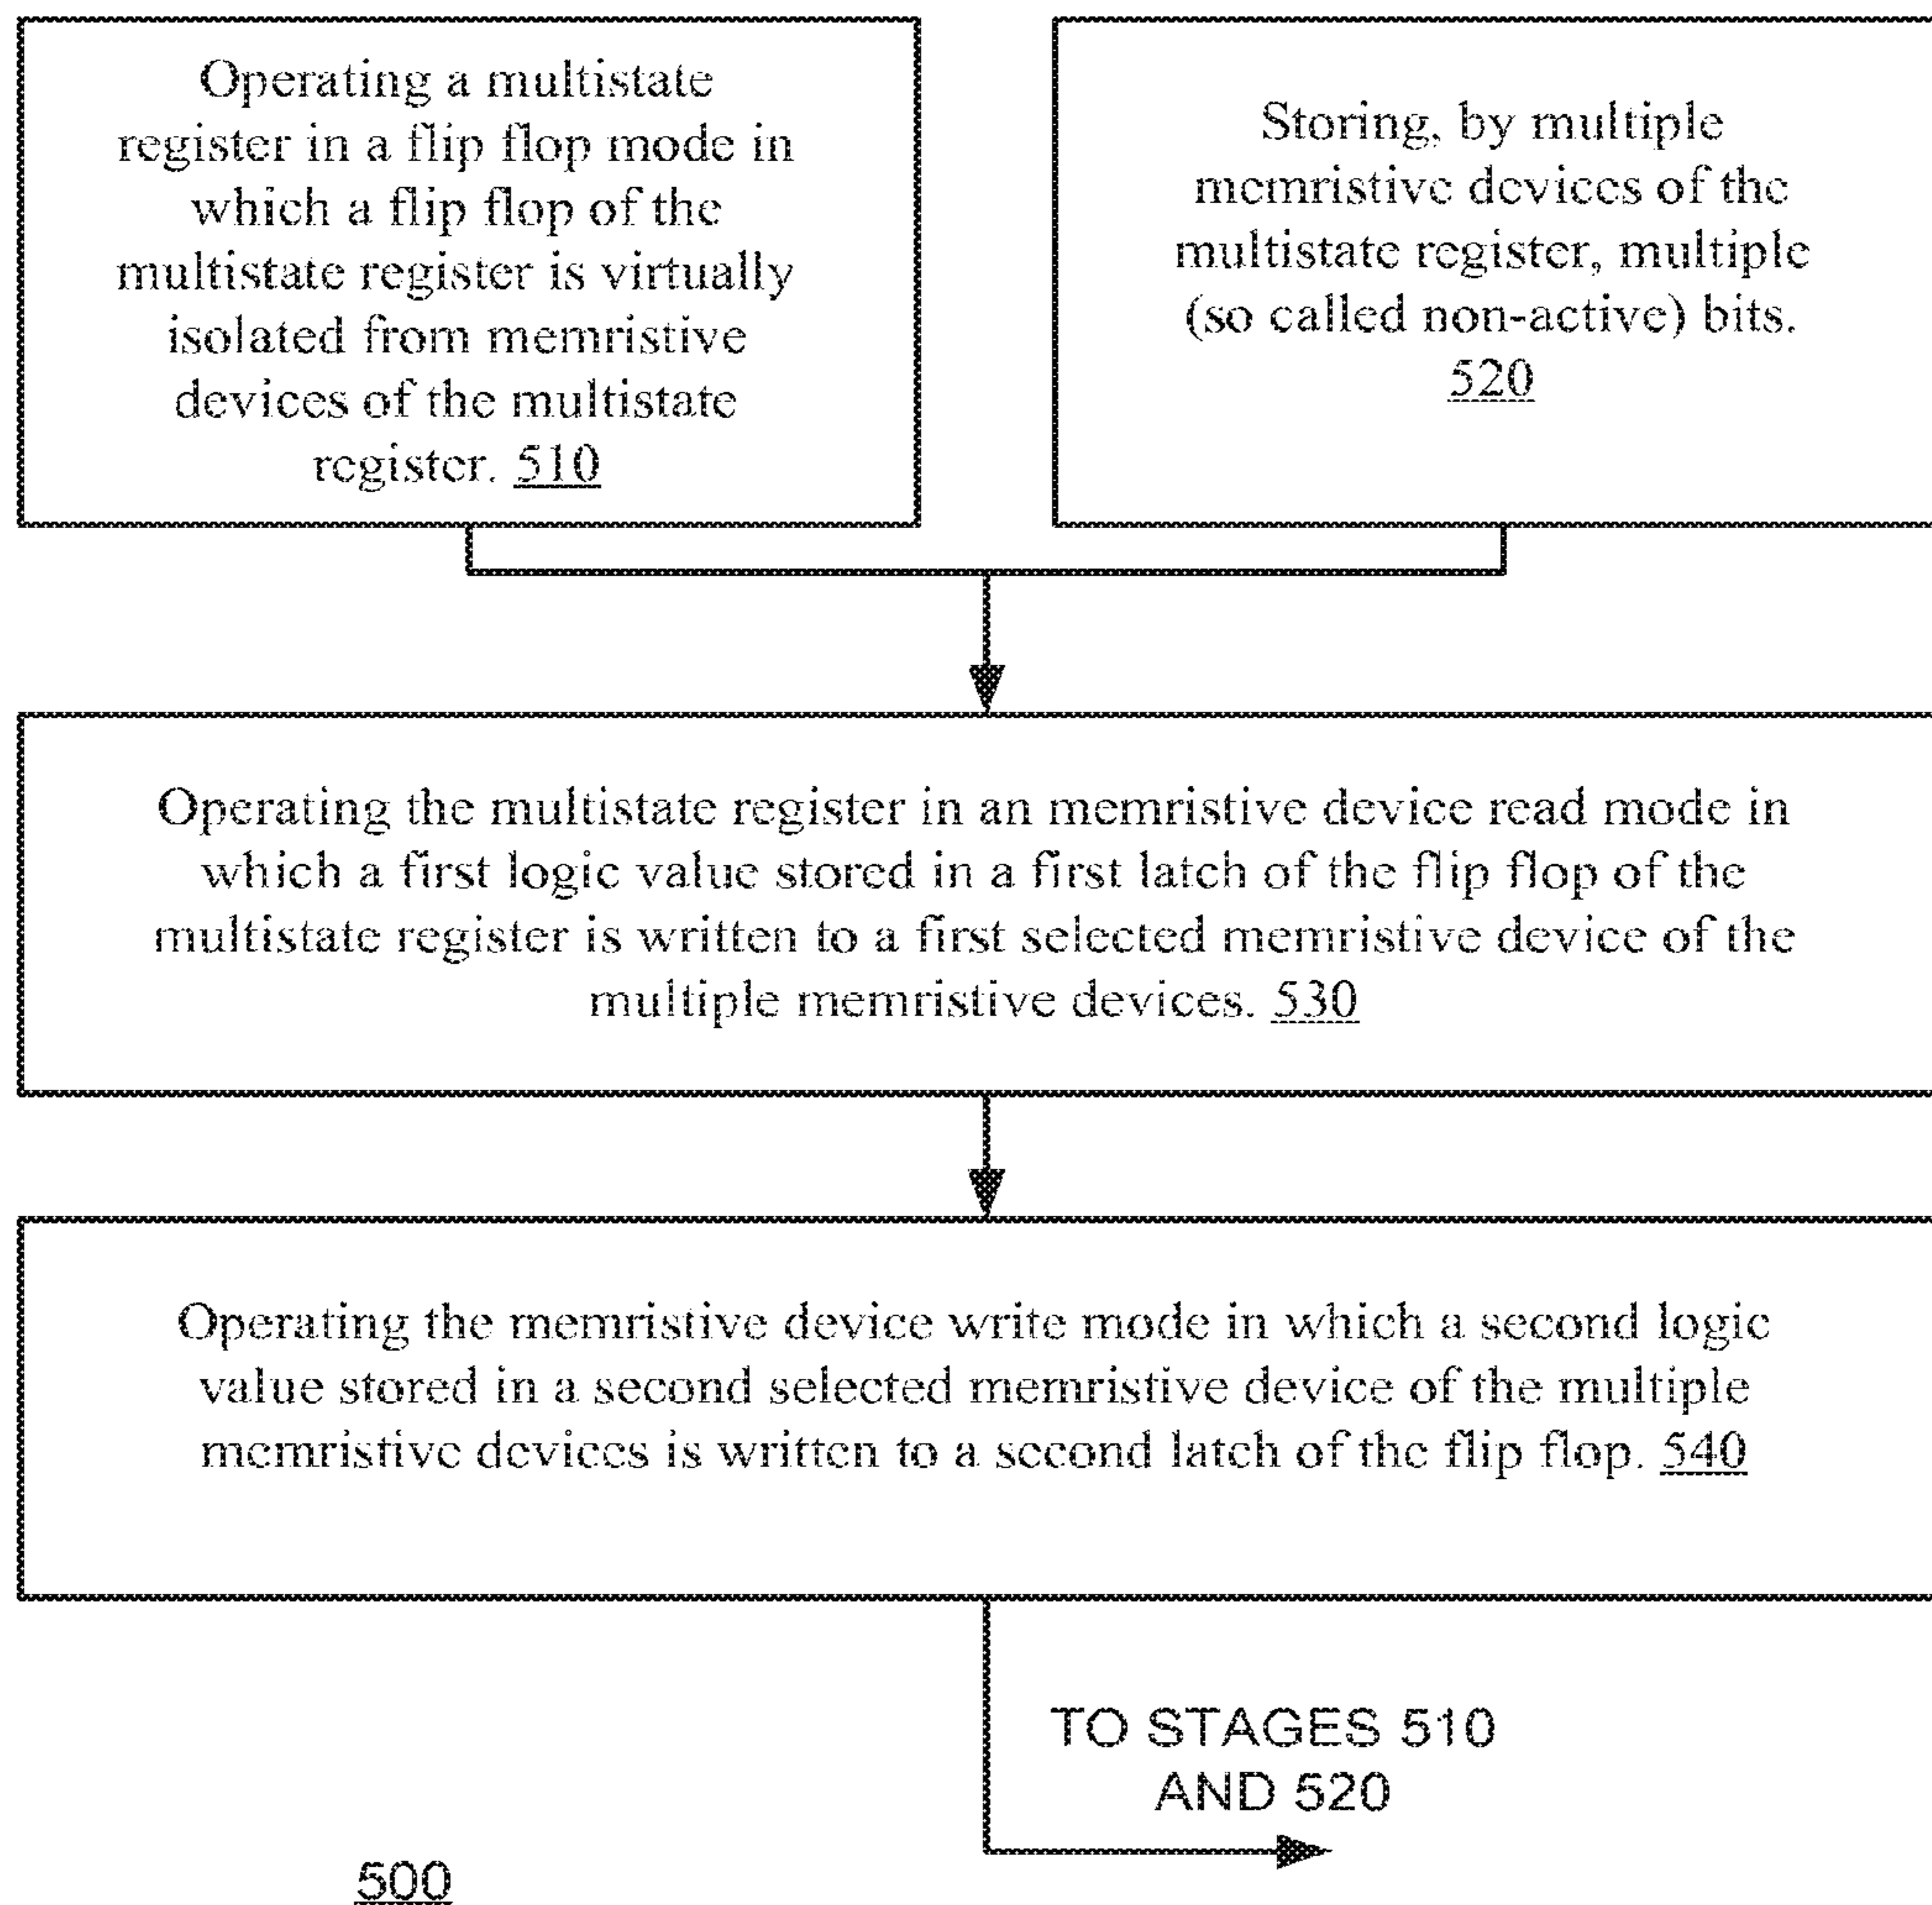 Operating a multistate
register in a flip flop mode in
which a flip flop of the
multistate register is virtually
isolated from memristive
devices of the multistate
register. 510
Storing, by multiple
memristive devices of the
multistate register, multiple
(so called non-active) bits.
520
Operating the multistate register in an memristive device read mode in
which a first logic value stored in a first latch of the flip flop of the
multistate register is written to a first selected memristive device of the
multiple memristive devices. 530
Operating the memristive device write mode in which a second logic
value stored in a second selected memristive device of the multiple
memristive devices is written to a second latch of the flip flop. 540
TO STAGES 510
AND 520
500